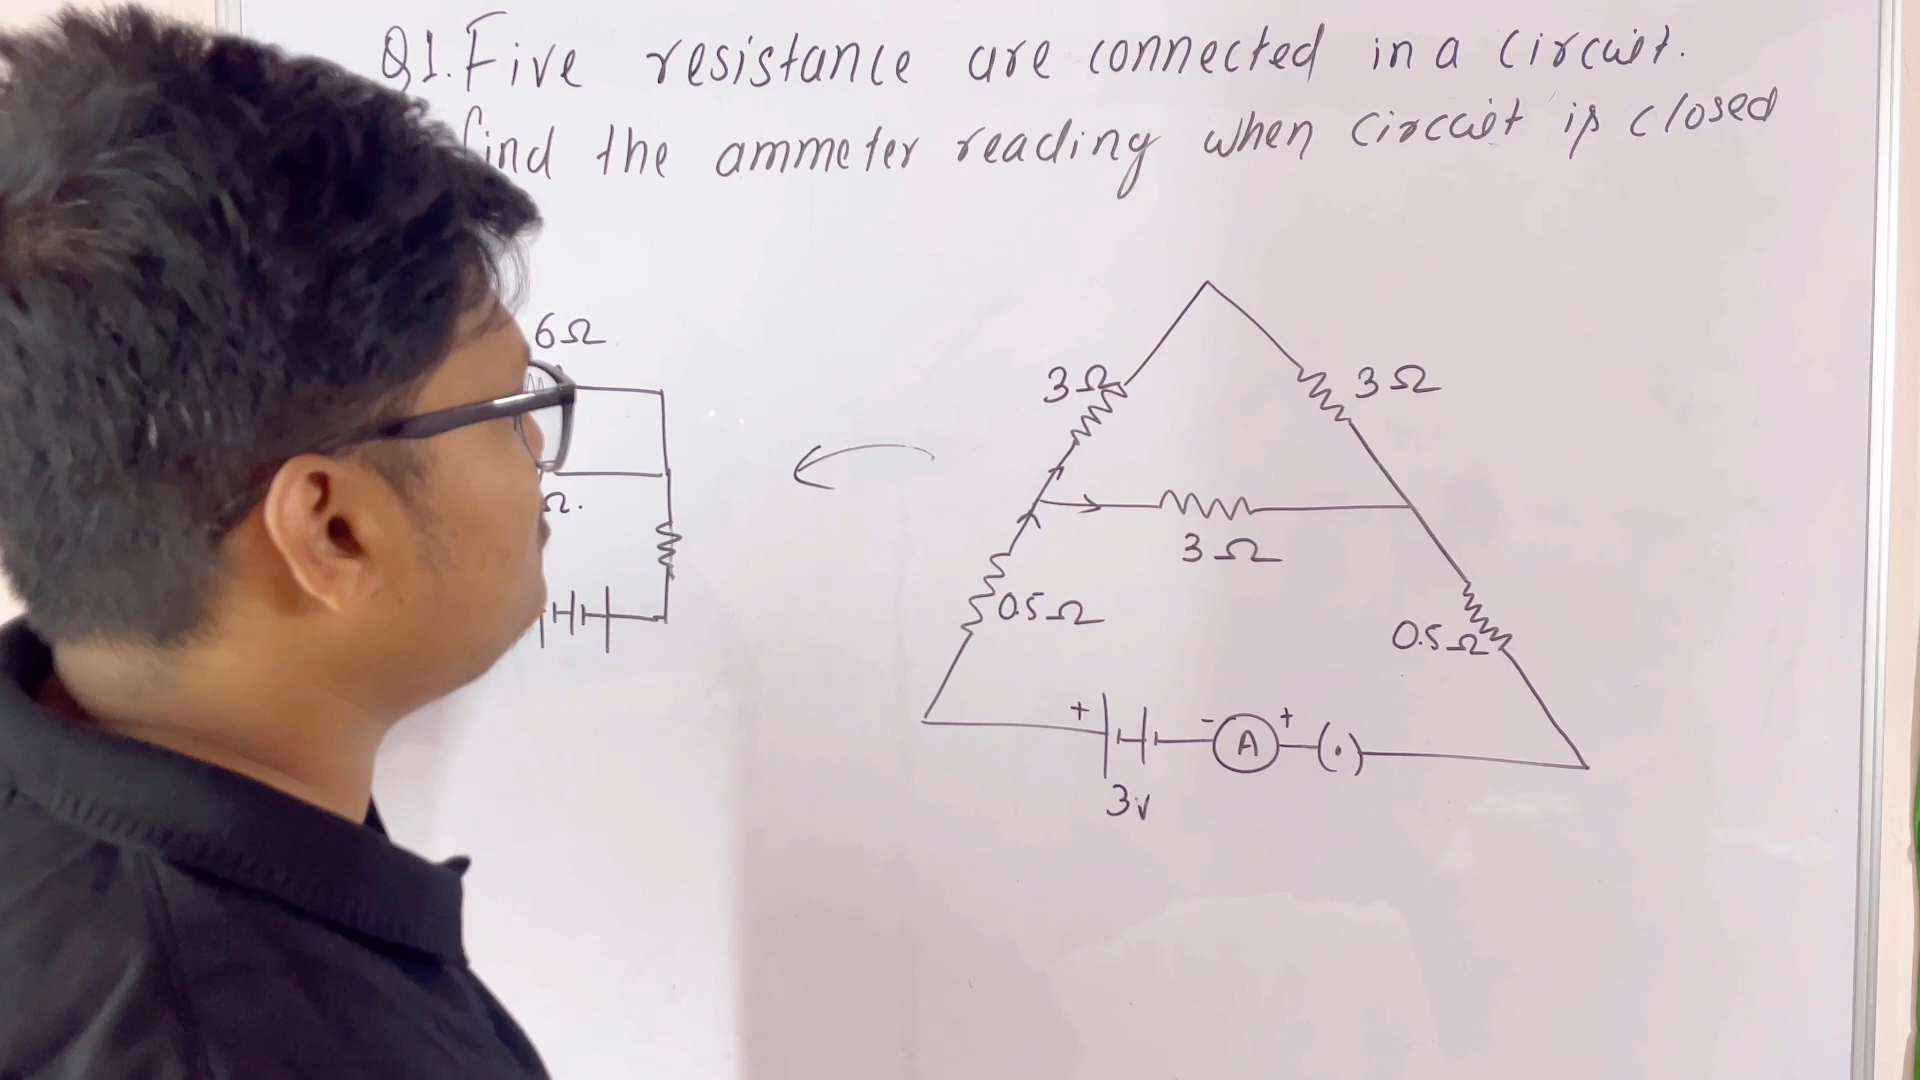 Q1. Five resistance are connected in a circuit.
find the ammeter reading when circuit is closed
6Ω
Ω.
3Ω
3Ω
3Ω
0.5Ω
0.5Ω
+
- A +
(.)
3v